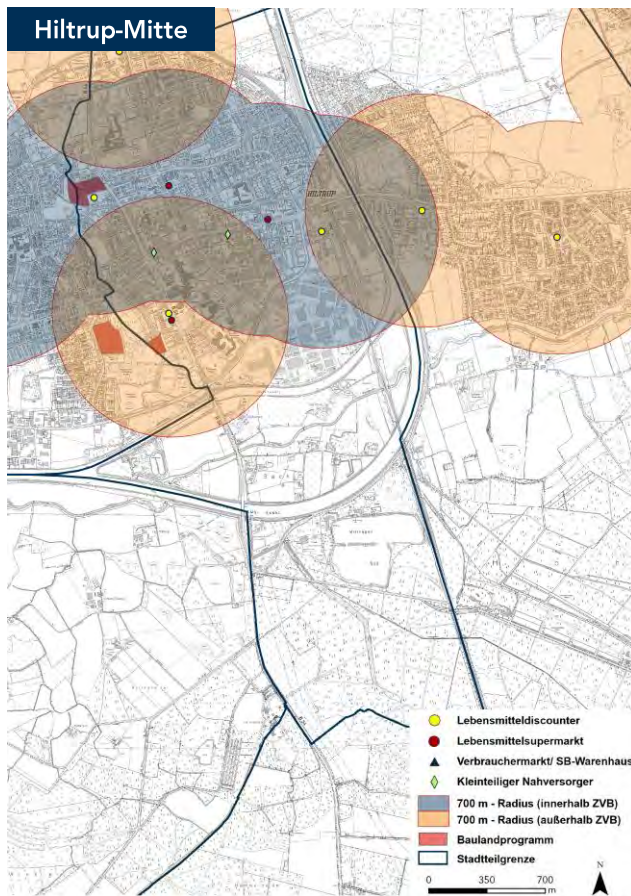 Hiltrup-Mitte
HILTRUP
Lebensmitteldiscounter
Lebensmittelsupermarkt
Verbrauchermarkt/ SB-Warenhaus
Kleinteiliger Nahversorger
700 m - Radius (innerhalb ZVB)
700 m - Radius (außerhalb ZVB)
Baulandprogramm
Stadtteilgrenze
N
0 350 700
m